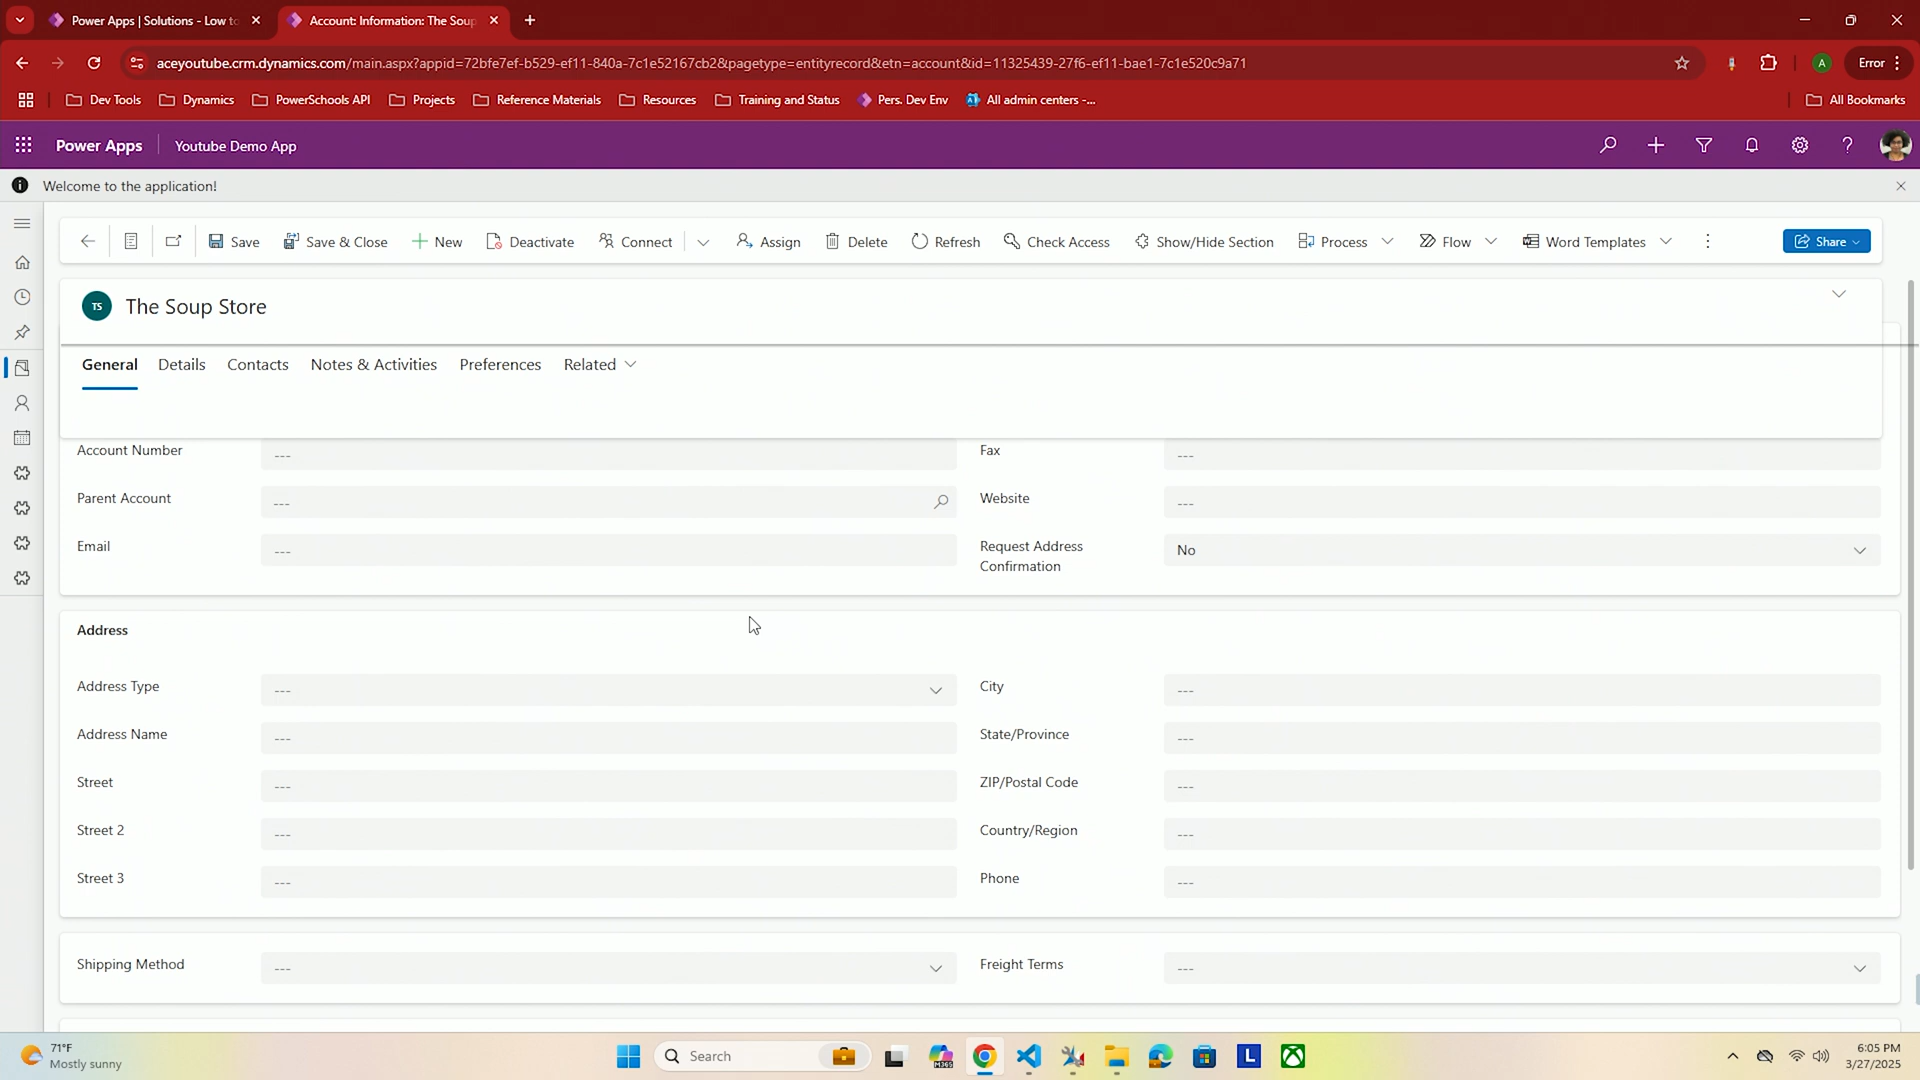 Power Apps | Solutions - Low to
Account: Information: The Soup
aceyoutube.crm.dynamics.com/main.aspx?appid=72bfe7ef-b529-ef11-840a-7c1e52167cb2&pagetype=entityrecord&etn=account&id=11325439-27f6-ef11-bae1-7c1e520c9a71
A
Error
Dev Tools
Dynamics
PowerSchools API
Projects
Reference Materials
Resources
Training and Status
Pers. Dev Env
All admin centers -...
All Bookmarks
Power Apps
Youtube Demo App
Welcome to the application!
Save
Save & Close
New
Deactivate
Connect
Assign
Delete
Refresh
Check Access
Show/Hide Section
Process
Flow
Word Templates
Share
TS
The Soup Store
General
Details
Contacts
Notes & Activities
Preferences
Related
Account Number
---
Fax
---
Parent Account
---
Website
---
Email
---
Request Address
Confirmation
No
Address
Address Type
---
City
---
Address Name
---
State/Province
---
Street
---
ZIP/Postal Code
---
Street 2
---
Country/Region
---
Street 3
---
Phone
---
Shipping Method
---
Freight Terms
---
71°F
Mostly sunny
Search
M365
L
6:05 PM
3/27/2025